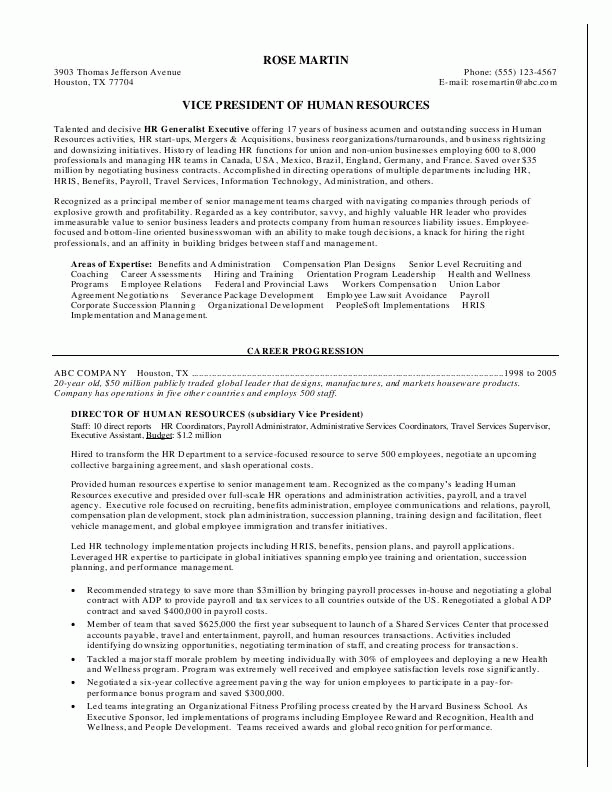 ROSE MARTIN
3903 Thomas Jefferson Avenue Phone: (555) 123-4567
Houston, TX 77704 E-mail: rosemartin@abc.com
VICE PRESIDENT OF HUMAN RESOURCES
Talented and decisive HR Generalist Executive offering 17 years of business acumen and outstanding success in Human
Resources activities, HR start-ups, Mergers & Acquisitions, business reorganizations/turnarounds, and business rightsizing
and downsizing initiatives. History of leading HR functions for union and non-union businesses employing 600 to 8,000
professionals and managing HR teams in Canada, USA, Mexico, Brazil, England, Germany, and France. Saved over $35
million by negotiating business contracts. Accomplished in directing operations of multiple departments including HR,
HRIS, Benefits, Payroll, Travel Services, Information Technology, Administration, and others.
Recognized as a principal member of senior management teams charged with navigating companies through periods of
explosive growth and profitability. Regarded as a key contributor, savvy, and highly valuable HR leader who provides
immeasurable value to senior business leaders and protects company from human resources liability issues. Employee-
focused and bottom-line oriented businesswoman with an ability to make tough decisions, a knack for hiring the right
professionals, and an affinity in building bridges between staff and management.
Areas of Expertise: Benefits and Administration Compensation Plan Designs Senior Level Recruiting and
Coaching Career Assessments Hiring and Training Orientation Program Leadership Health and Wellness
Programs Employee Relations Federal and Provincial Laws Workers Compensation Union Labor
Agreement Negotiations Severance Package Development Employee Lawsuit Avoidance Payroll
Corporate Succession Planning Organizational Development PeopleSoft Implementations HRIS
Implementation and Management.
CAREER PROGRESSION
ABC COMPANY Houston, TX ........................................................................................................................ 1998 to 2005
20-year old, $50 million publicly traded global leader that designs, manufactures, and markets houseware products.
Company has operations in five other countries and employs 500 staff.
DIRECTOR OF HUMAN RESOURCES (subsidiary Vice President)
Staff: 10 direct reports HR Coordinators, Payroll Administrator, Administrative Services Coordinators, Travel Services Supervisor,
Executive Assistant, Budget: $1.2 million
Hired to transform the HR Department to a service-focused resource to serve 500 employees, negotiate an upcoming
collective bargaining agreement, and slash operational costs.
Provided human resources expertise to senior management team. Recognized as the company's leading Human
Resources executive and presided over full-scale HR operations and administration activities, payroll, and a travel
agency. Executive role focused on recruiting, benefits administration, employee communications and relations, payroll,
compensation plan development, stock plan administration, succession planning, training design and facilitation, fleet
vehicle management, and global employee immigration and transfer initiatives.
Led HR technology implementation projects including HRIS, benefits, pension plans, and payroll applications.
Leveraged HR expertise to participate in global initiatives spanning employee training and orientation, succession
planning, and performance management.
• Recommended strategy to save more than $3million by bringing payroll processes in-house and negotiating a global
contract with ADP to provide payroll and tax services to all countries outside of the US. Renegotiated a global ADP
contract and saved $400,000 in payroll costs.
• Member of team that saved $625,000 the first year subsequent to launch of a Shared Services Center that processed
accounts payable, travel and entertainment, payroll, and human resources transactions. Activities included
identifying downsizing opportunities, negotiating termination of staff, and creating process for transactions.
• Tackled a major staff morale problem by meeting individually with 30% of employees and deploying a new Health
and Wellness program. Program was extremely well received and employee satisfaction levels rose significantly.
• Negotiated a six-year collective agreement paving the way for union employees to participate in a pay-for-
performance bonus program and saved $300,000.
• Led teams integrating an Organizational Fitness Profiling process created by the Harvard Business School. As
Executive Sponsor, led implementations of programs including Employee Reward and Recognition, Health and
Wellness, and People Development. Teams received awards and global recognition for performance.